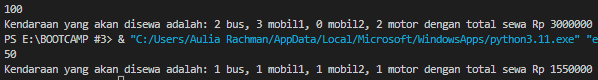 100
Kendaraan yang akan disewa adalah: 2 bus, 3 mobil1, 0 mobil2, 2 motor dengan total sewa Rp 3000000
PS E:\BOOTCAMP #3> & "C:/Users/Aulia Rachman/AppData/Local/Microsoft/WindowsApps/python3.11.exe" "e
50
Kendaraan yang akan disewa adalah: 1 bus, 1 mobil1, 1 mobil2, 1 motor dengan total sewa Rp 1550000